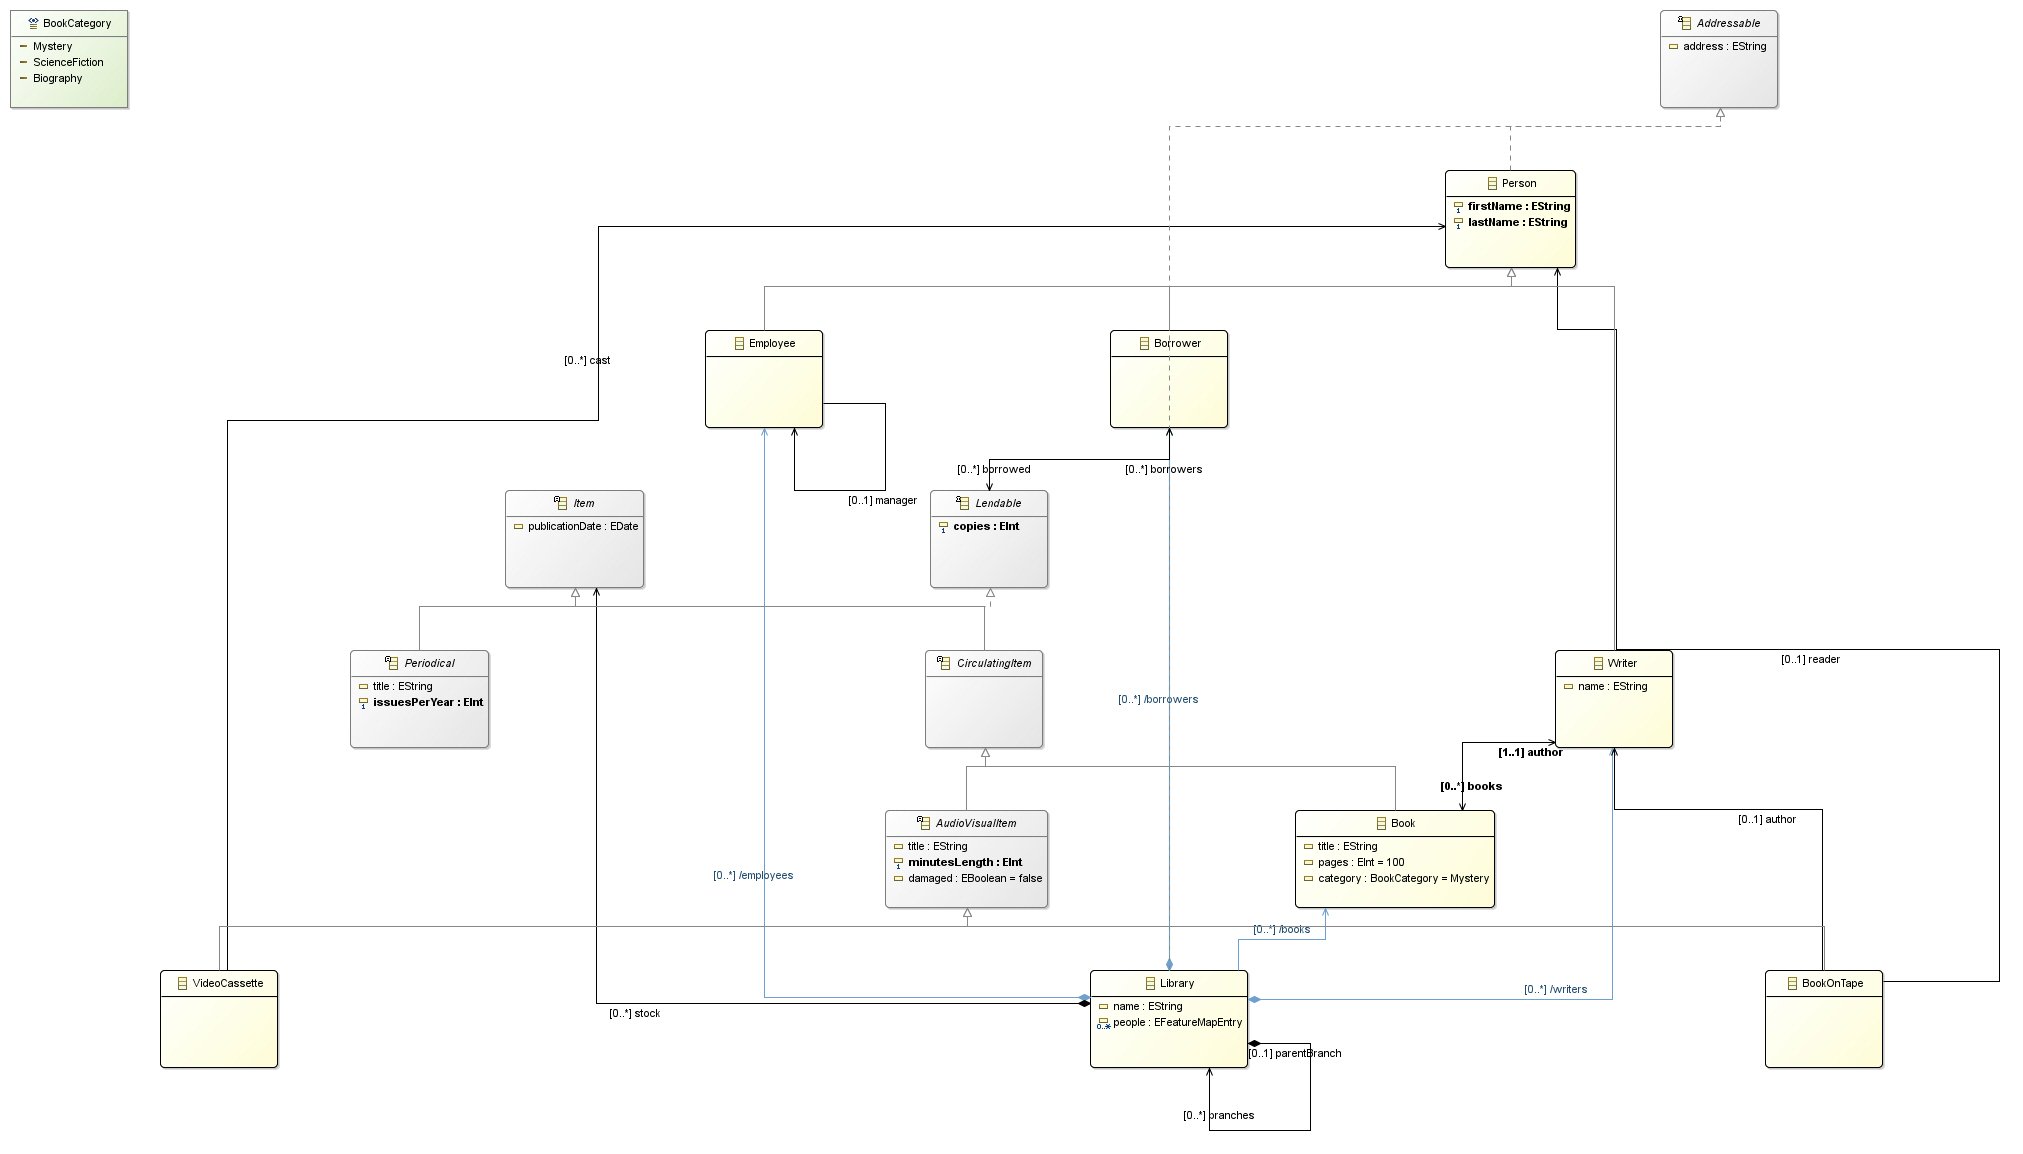 BookCategory
Mystery
ScienceFiction
Biography
Addressable
address : EString
Person
firstName : EString
lastName : EString
[0..*] cast
Employee
Borrower
[0..*] borrowed
[0..*] borrowers
[0..1] manager
Item
publicationDate : EDate
Lendable
copies : EInt
Periodical
title : EString
issuesPerYear : EInt
CirculatingItem
[0..*] /borrowers
Writer
name : EString
[0..1] reader
[1..1] author
[0..*] books
AudioVisualItem
title : EString
minutesLength : EInt
damaged : EBoolean = false
Book
title : EString
pages : EInt = 100
category : BookCategory = Mystery
[0..1] author
[0..*] /employees
[0..*] /books
VideoCassette
Library
name : EString
0..*
people : EFeatureMapEntry
[0..*] /writers
BookOnTape
[0..*] stock
[0..1] parentBranch
[0..*] branches